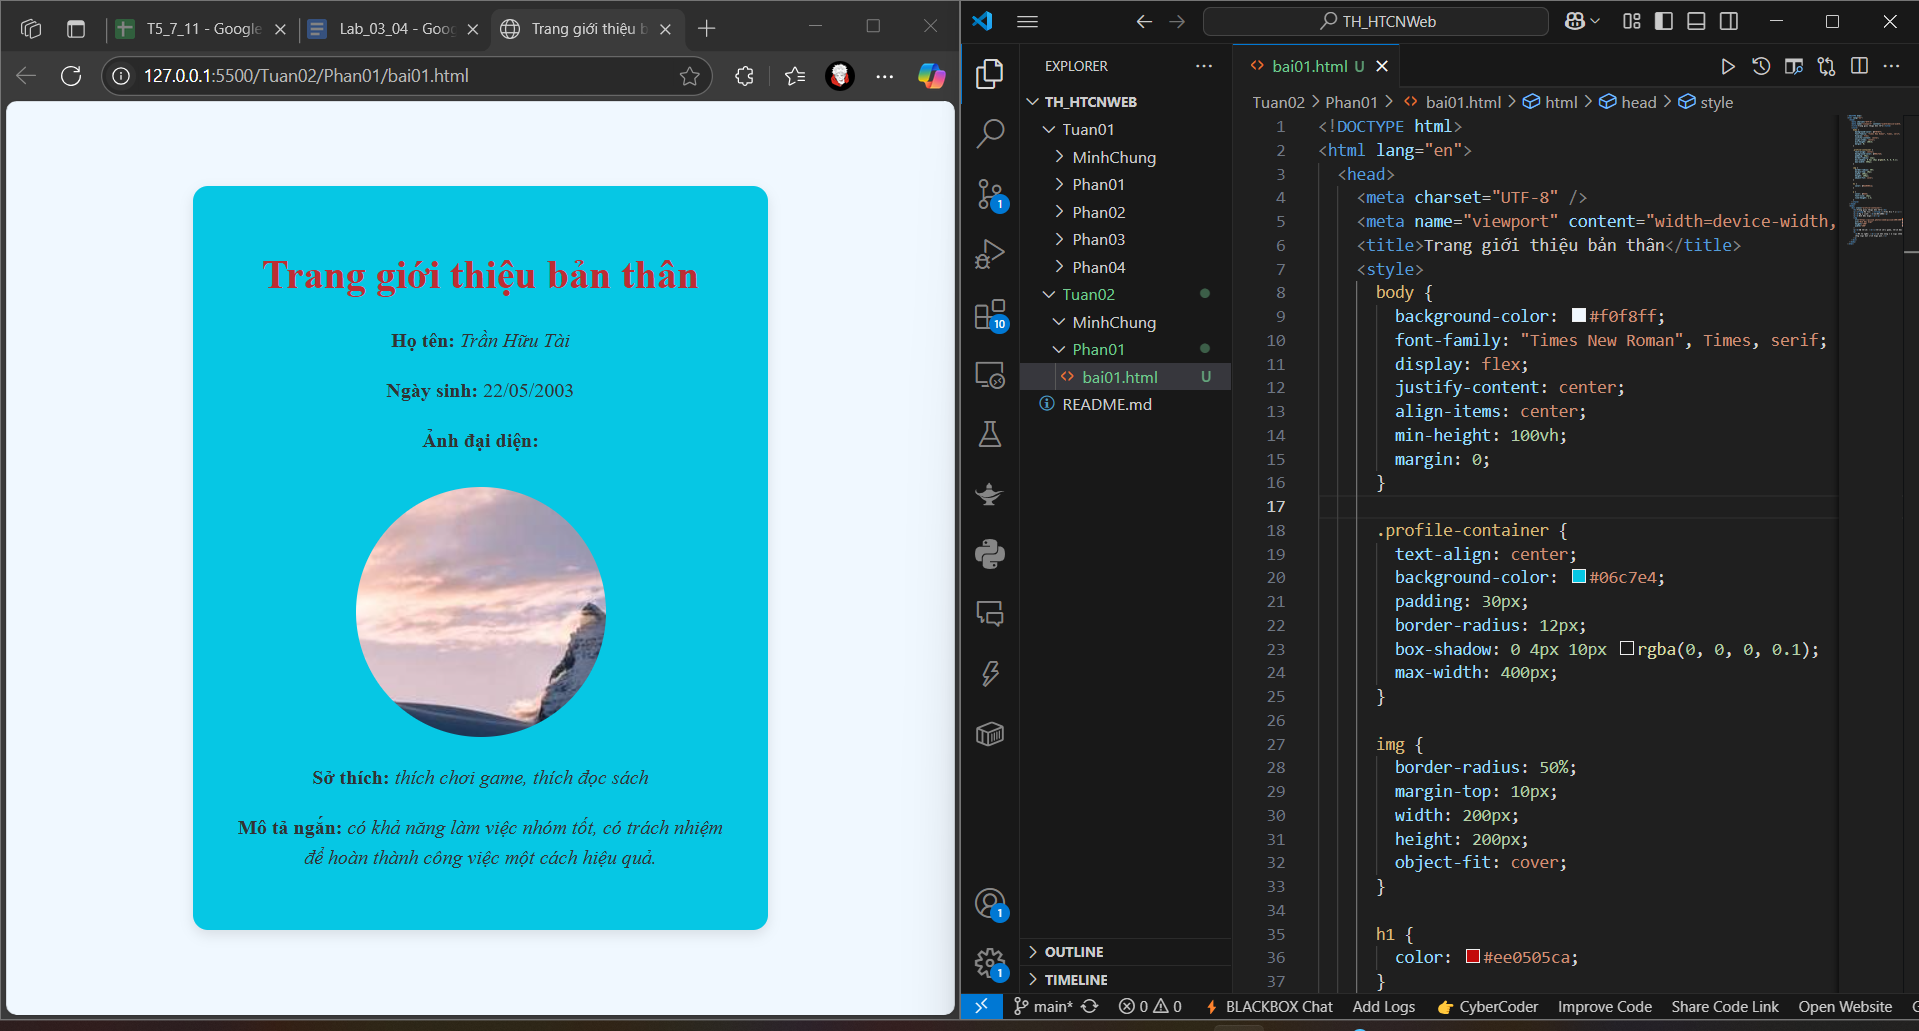 T5_7_11 - Google
Lab_03_04 - Goog
Trang giới thiệu b
127.0.0.1:5500/Tuan02/Phan01/bai01.html
Trang giới thiệu bản thân
Họ tên: Trần Hữu Tài
Ngày sinh: 22/05/2003
Ảnh đại diện:
Sở thích: thích chơi game, thích đọc sách
Mô tả ngắn: có khả năng làm việc nhóm tốt, có trách nhiệm
để hoàn thành công việc một cách hiệu quả.
TH_HTCNWeb
EXPLORER
TH_HTCNWEB
Tuan01
MinhChung
Phan01
Phan02
Phan03
Phan04
Tuan02
MinhChung
Phan01
bai01.html U
README.md
OUTLINE
TIMELINE
1
10
1
1
bai01.html U
Tuan02 > Phan01 > bai01.html > html > head > style
1 <!DOCTYPE html>
2 <html lang="en">
3 <head>
4 <meta charset="UTF-8" />
5 <meta name="viewport" content="width=device-width,
6 <title>Trang giới thiệu bản thân</title>
7 <style>
8 body {
9 background-color: #f0f8ff;
10 font-family: "Times New Roman", Times, serif;
11 display: flex;
12 justify-content: center;
13 align-items: center;
14 min-height: 100vh;
15 margin: 0;
16 }
17
18 .profile-container {
19 text-align: center;
20 background-color: #06c7e4;
21 padding: 30px;
22 border-radius: 12px;
23 box-shadow: 0 4px 10px rgba(0, 0, 0, 0.1);
24 max-width: 400px;
25 }
26
27 img {
28 border-radius: 50%;
29 margin-top: 10px;
30 width: 200px;
31 height: 200px;
32 object-fit: cover;
33 }
34
35 h1 {
36 color: #ee0505ca;
37 }
main* 0 0 BLACKBOX Chat Add Logs CyberCoder Improve Code Share Code Link Open Website